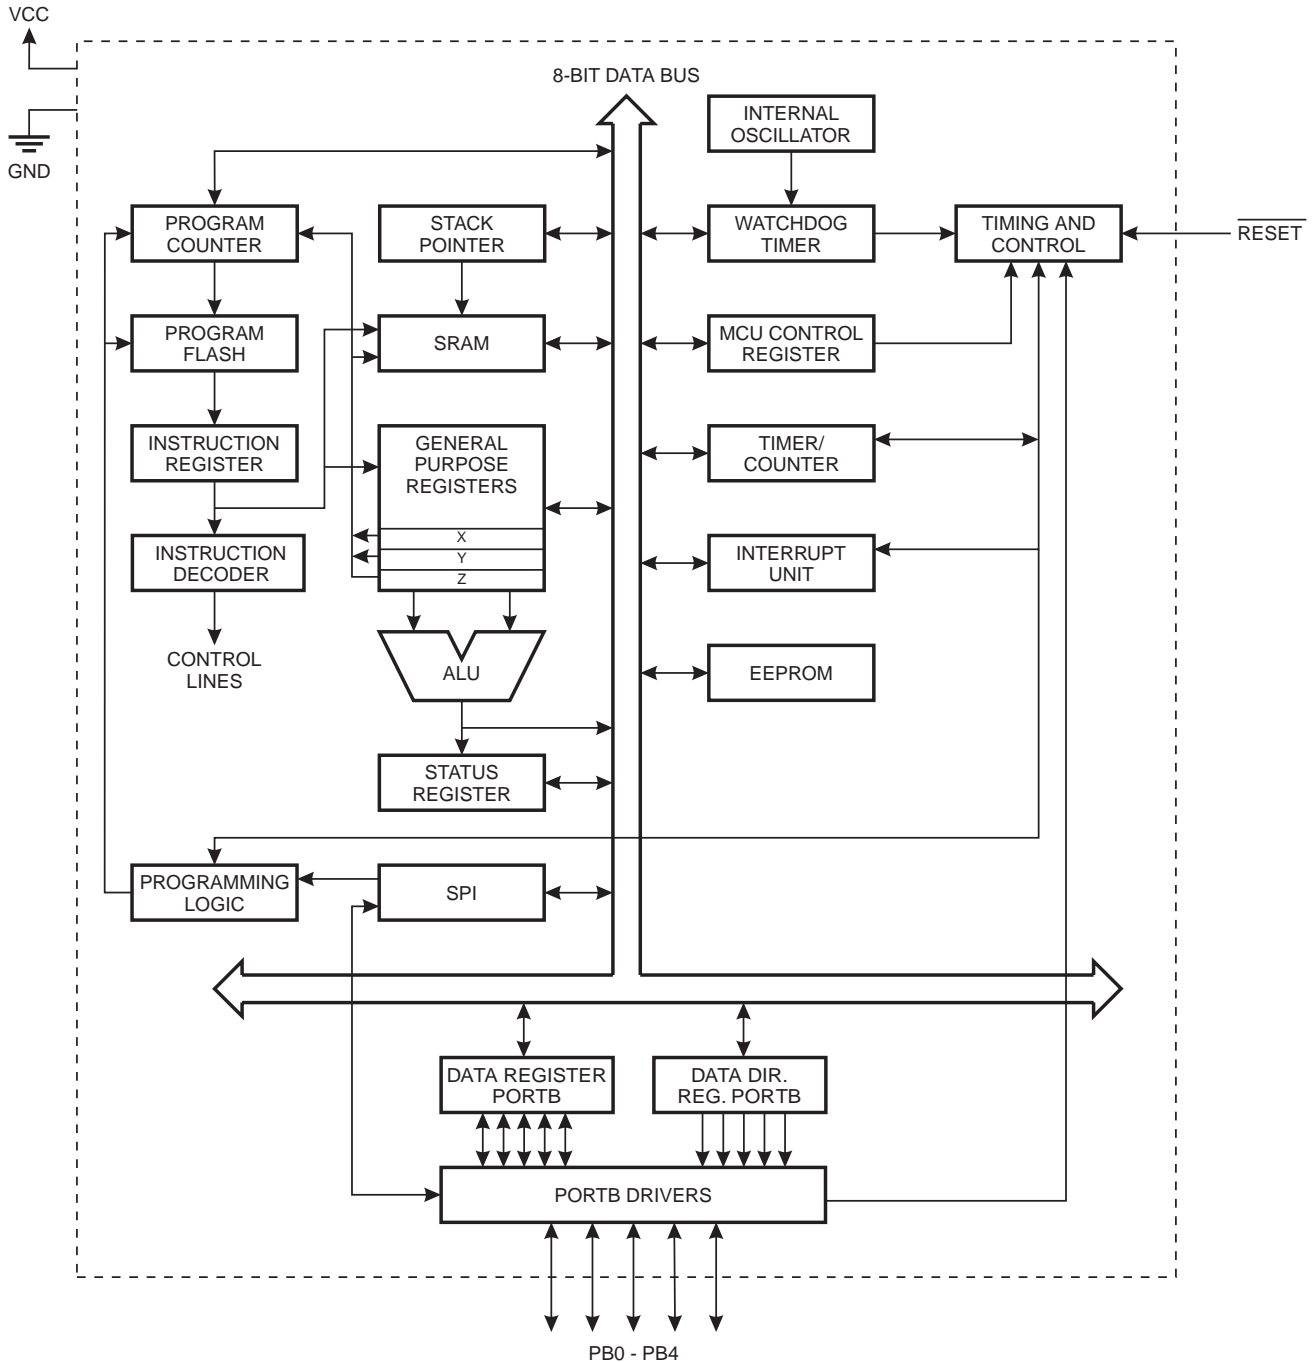 VCC
8-BIT DATA BUS
INTERNAL
OSCILLATOR
GND
PROGRAM
COUNTER
STACK
POINTER
WATCHDOG
TIMER
TIMING AND
CONTROL
RESET
PROGRAM
FLASH
SRAM
MCU CONTROL
REGISTER
INSTRUCTION
REGISTER
GENERAL
PURPOSE
REGISTERS
X
Y
Z
TIMER/
COUNTER
INSTRUCTION
DECODER
INTERRUPT
UNIT
CONTROL
LINES
ALU
EEPROM
STATUS
REGISTER
PROGRAMMING
LOGIC
SPI
DATA REGISTER
PORTB
DATA DIR.
REG. PORTB
PORTB DRIVERS
PB0 - PB4